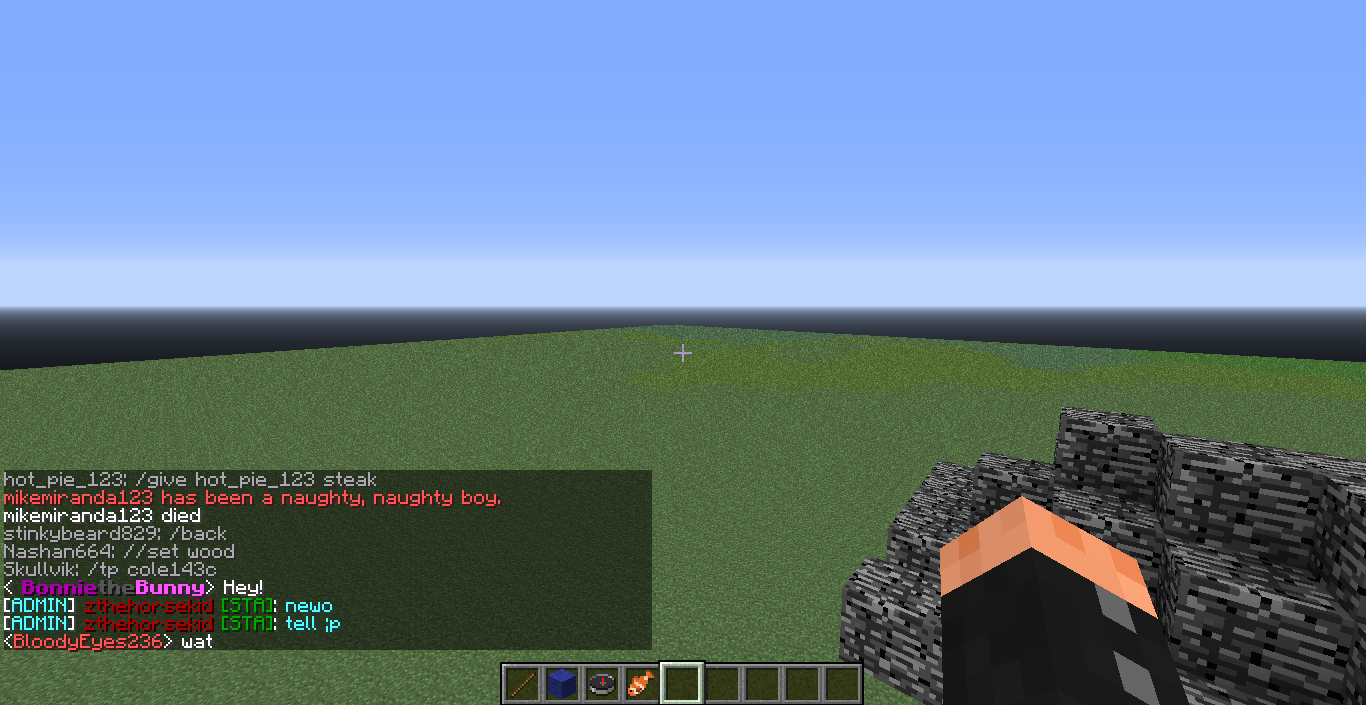 hot_pie_123: /give hot_pie_123 steak
mikemiranda123 has been a naughty, naughty boy.
mikemiranda123 died
stinkybeard829: /back
Nashan664: //set wood
Skullvik: /tp cole143c
< BonnietheBunny> Hey!
[ADMIN] zthehorsekid [STA]: newo
[ADMIN] zthehorsekid [STA]: tell ;p
<BloodyEyes236> wat